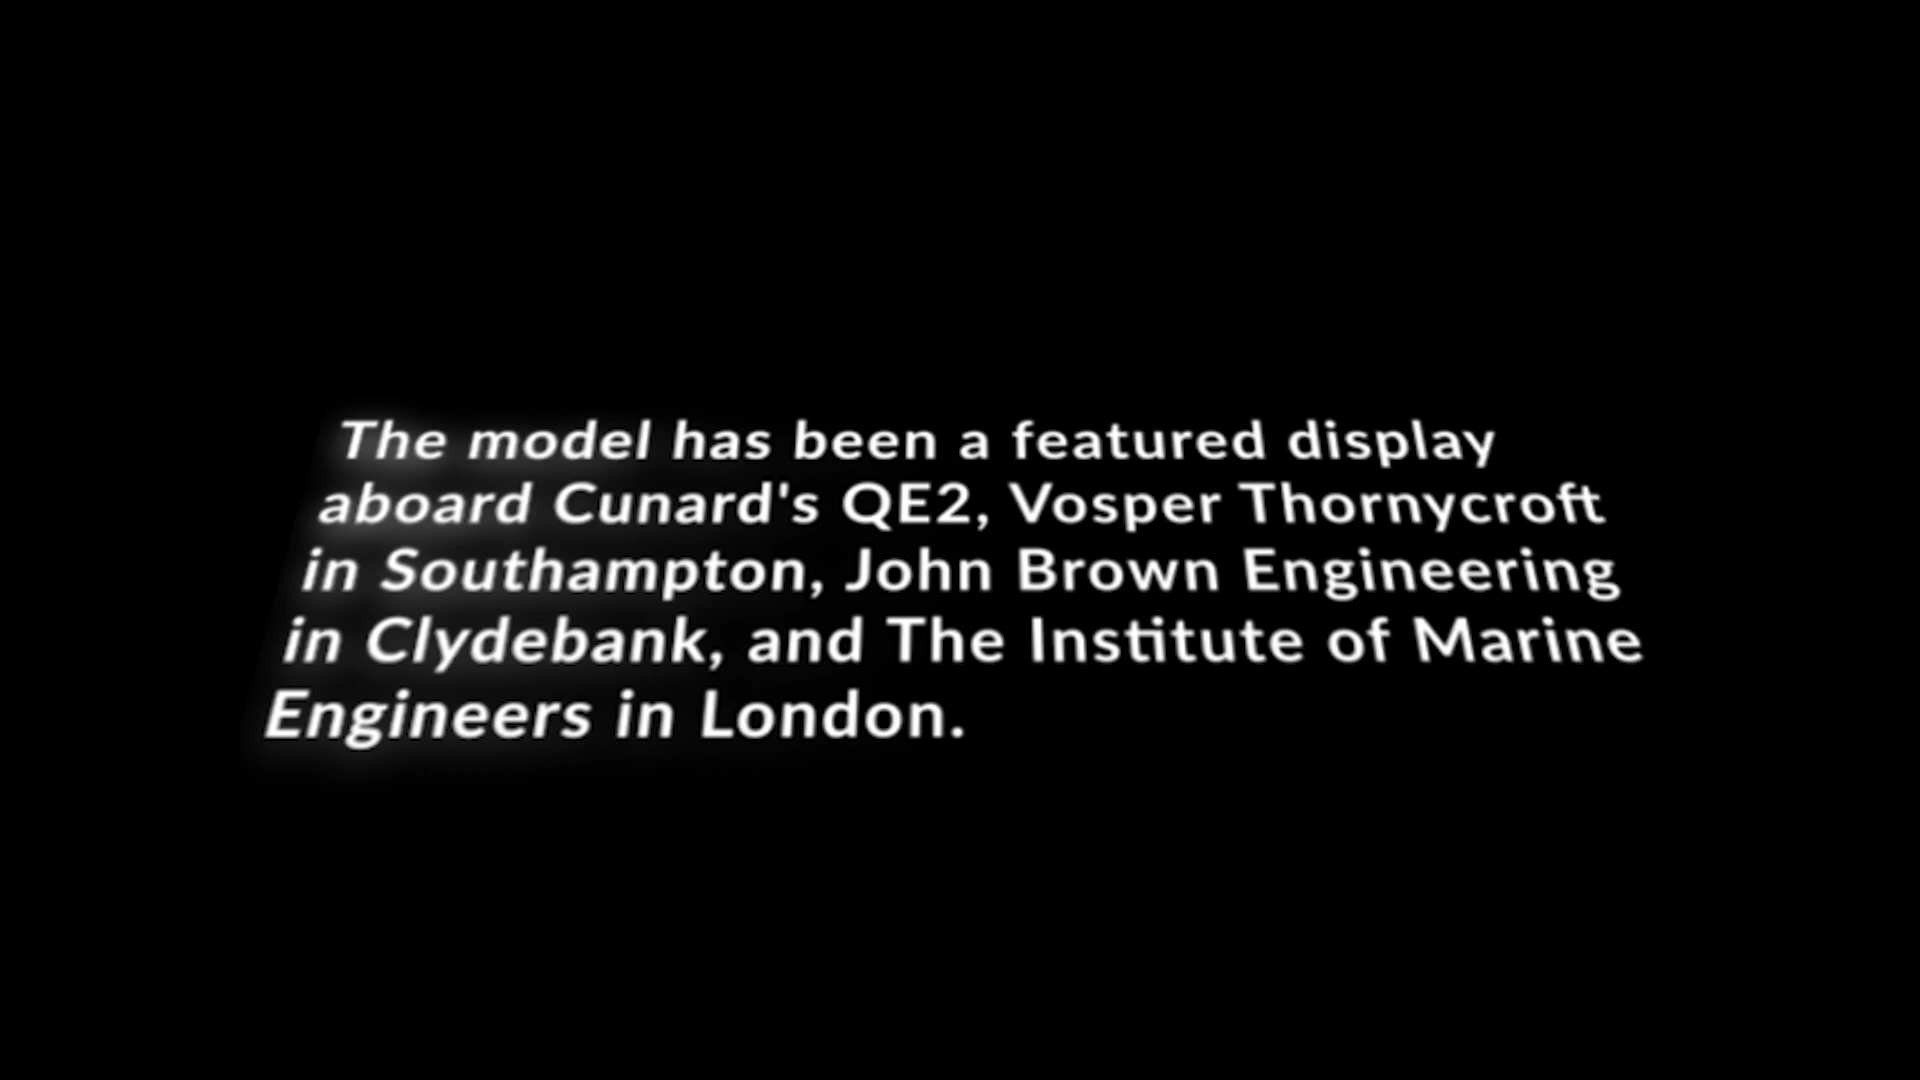 The model has been a featured display
aboard Cunard's QE2, Vosper Thornycroft
in Southampton, John Brown Engineering
in Clydebank, and The Institute of Marine
Engineers in London.